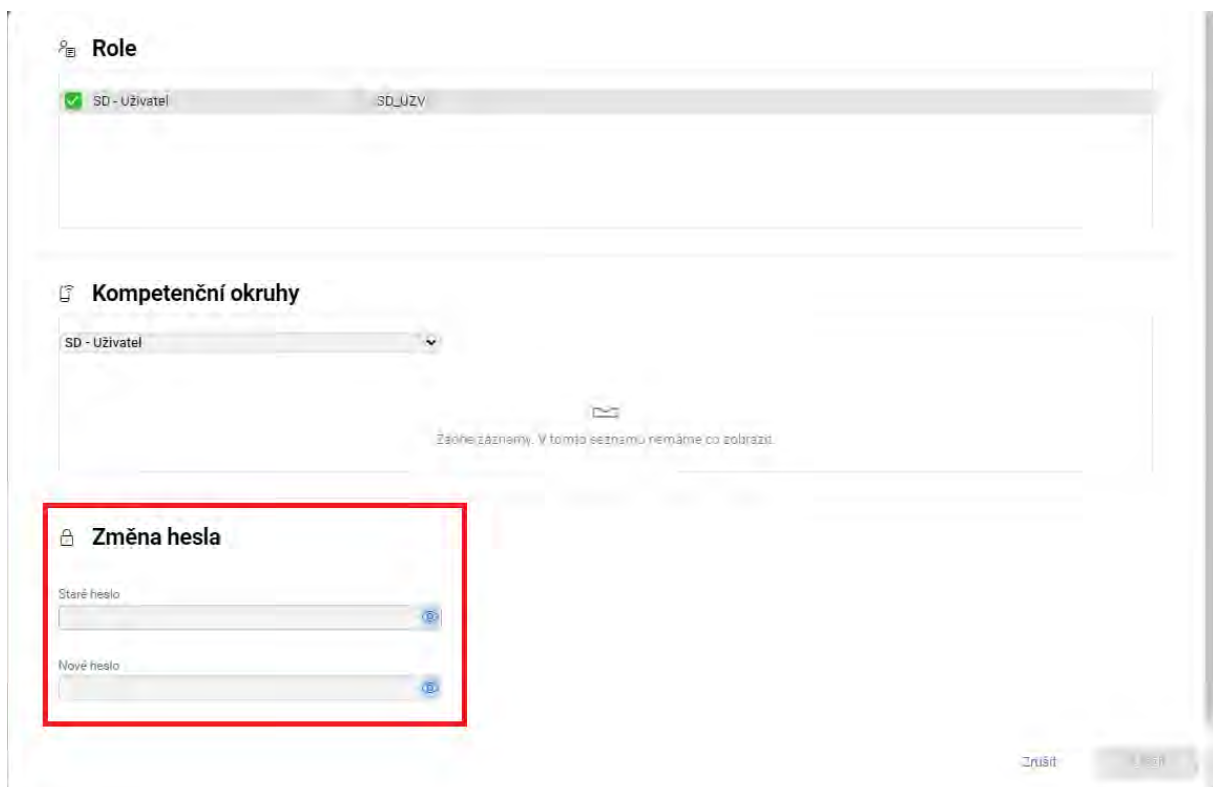 Role
SD - Uživatel SD_UZV
Kompetenční okruhy
SD - Uživatel
Žádné záznamy. V tomto seznamu nemáme co zobrazit.
Změna hesla
Staré heslo
Nové heslo
Zrušit